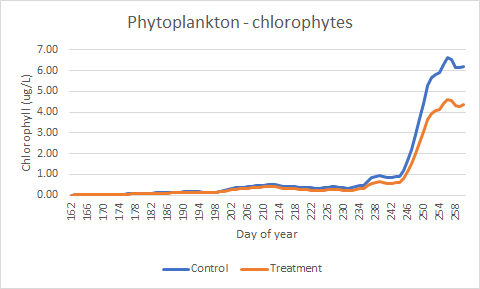 Phytoplankton - chlorophytes
7.00
6.00
5.00
4.00
3.00
2.00
1.00
0.00
Chlorophyll (ug/L)
162 166 170 174 178 182 186 190 194 198 202 206 210 214 218 222 226 230 234 238 242 246 250 254 258
Day of year
Control Treatment